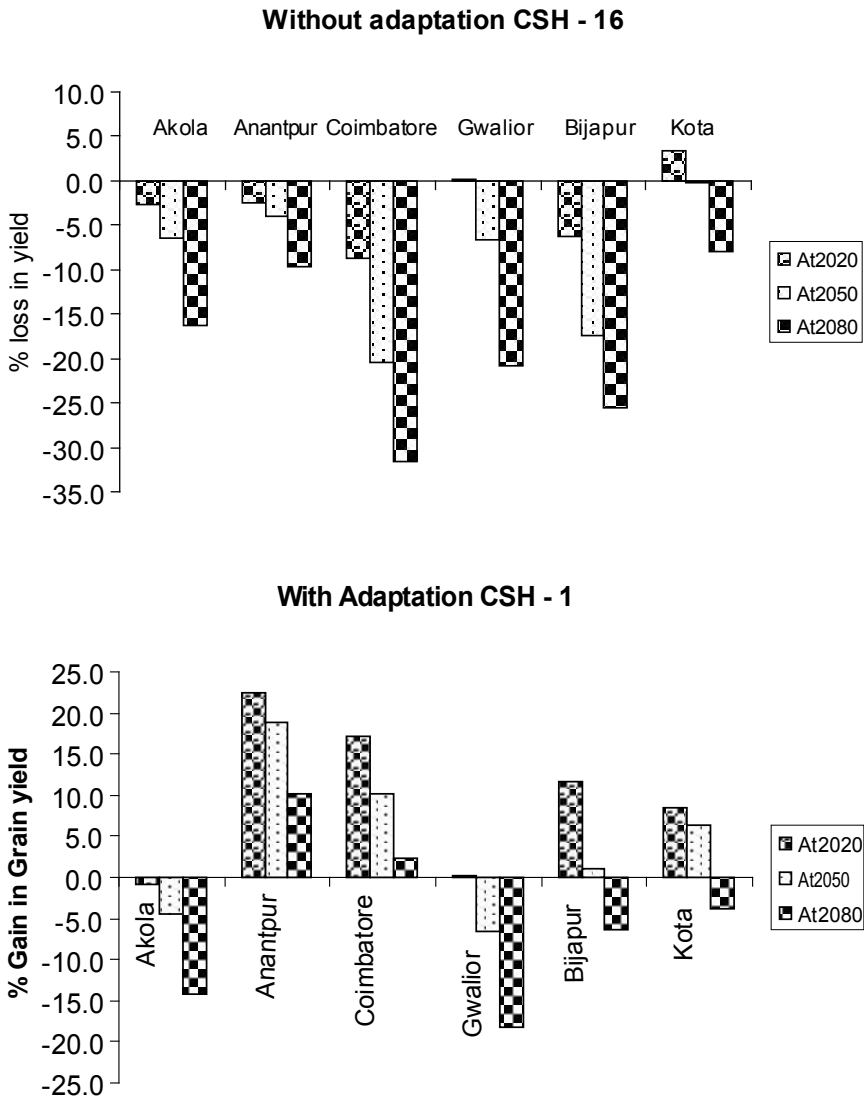 Without adaptation CSH - 16
10.0
5.0
0.0
-5.0
-10.0
-15.0
-20.0
-25.0
-30.0
-35.0
% loss in yield
Akola Anantpur Coimbatore Gwalior Bijapur Kota
At2020
At2050
At2080
With Adaptation CSH - 1
25.0
20.0
15.0
10.0
5.0
0.0
-5.0
-10.0
-15.0
-20.0
-25.0
% Gain in Grain yield
Akola
Anantpur
Coimbatore
Gwalior
Bijapur
Kota
At2020
At2050
At2080